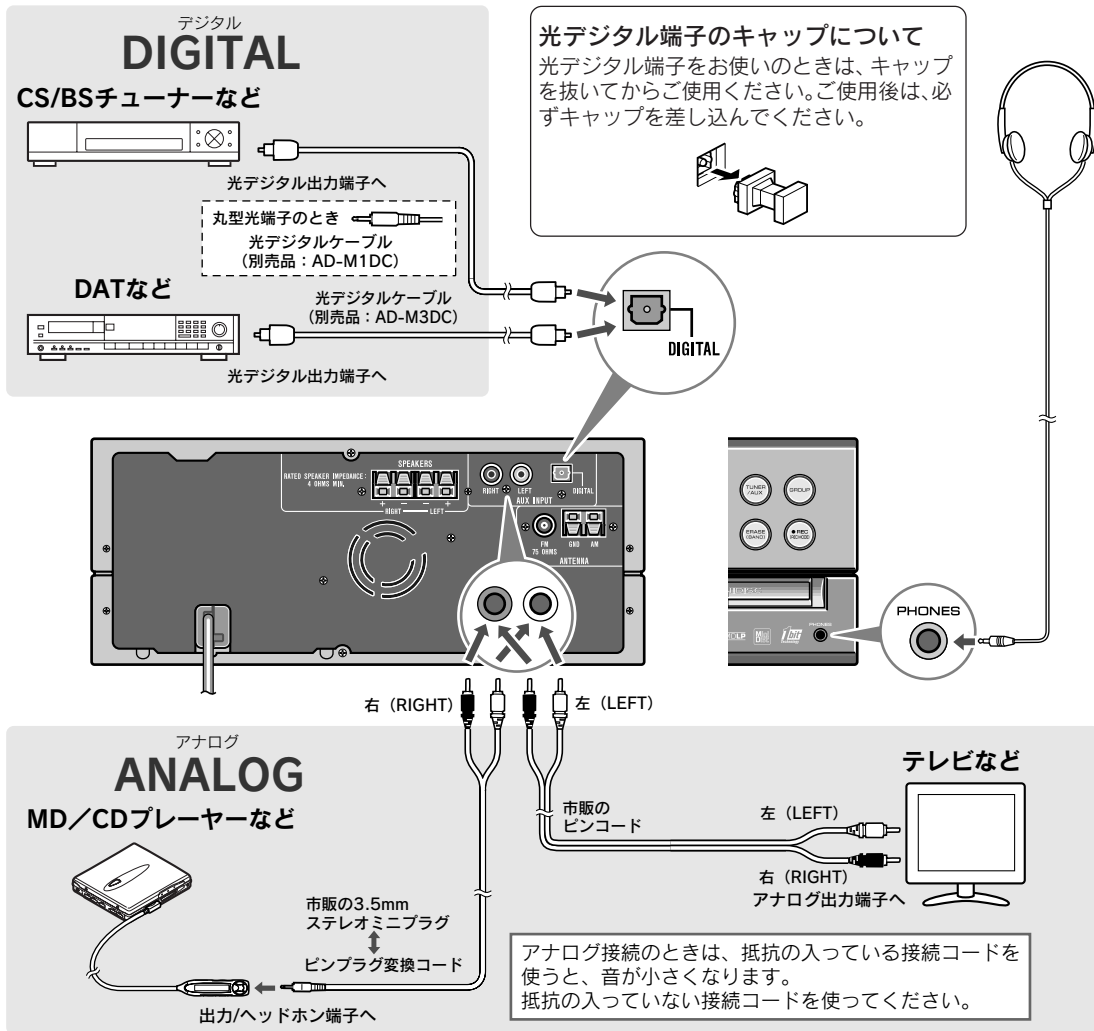 デジタル
DIGITAL
CS/BSチューナーなど
光デジタル出力端子へ
丸型光端子のとき
光デジタルケーブル
（別売品：AD-M1DC）
DATなど
光デジタルケーブル
（別売品：AD-M3DC）
光デジタル出力端子へ
光デジタル端子のキャップについて
光デジタル端子をお使いのときは、キャップ
を抜いてからご使用ください。ご使用後は、必
ずキャップを差し込んでください。
DIGITAL
RATED SPEAKER IMPEDANCE:
4 OHMS MIN.
SPEAKERS
+ − − +
RIGHT LEFT
RIGHT LEFT
AUX INPUT
DIGITAL
FM
75 OHMS
GND AM
ANTENNA
TUNER
/AUX
GROUP
ERASE
(BAND)
●REC
PHONES
1bit
PHONES
右（RIGHT）
左（LEFT）
アナログ
ANALOG
MD／CDプレーヤーなど
市販の3.5mm
ステレオミニプラグ
ピンプラグ変換コード
出力/ヘッドホン端子へ
市販の
ピンコード
テレビなど
左（LEFT）
右（RIGHT）
アナログ出力端子へ
アナログ接続のときは、抵抗の入っている接続コードを
使うと、音が小さくなります。
抵抗の入っていない接続コードを使ってください。